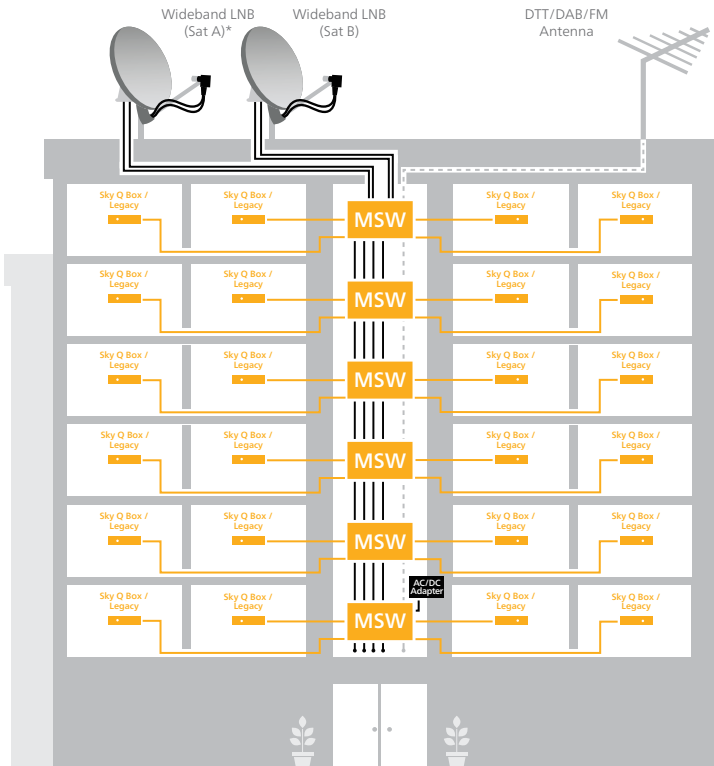 Wideband LNB
(Sat A)*
Wideband LNB
(Sat B)
DTT/DAB/FM
Antenna
Sky Q Box /
Legacy
Sky Q Box /
Legacy
MSW
Sky Q Box /
Legacy
Sky Q Box /
Legacy
Sky Q Box /
Legacy
Sky Q Box /
Legacy
MSW
Sky Q Box /
Legacy
Sky Q Box /
Legacy
Sky Q Box /
Legacy
Sky Q Box /
Legacy
MSW
Sky Q Box /
Legacy
Sky Q Box /
Legacy
Sky Q Box /
Legacy
Sky Q Box /
Legacy
MSW
Sky Q Box /
Legacy
Sky Q Box /
Legacy
Sky Q Box /
Legacy
Sky Q Box /
Legacy
MSW
Sky Q Box /
Legacy
Sky Q Box /
Legacy
AC/DC
Adapter
Sky Q Box /
Legacy
Sky Q Box /
Legacy
MSW
Sky Q Box /
Legacy
Sky Q Box /
Legacy